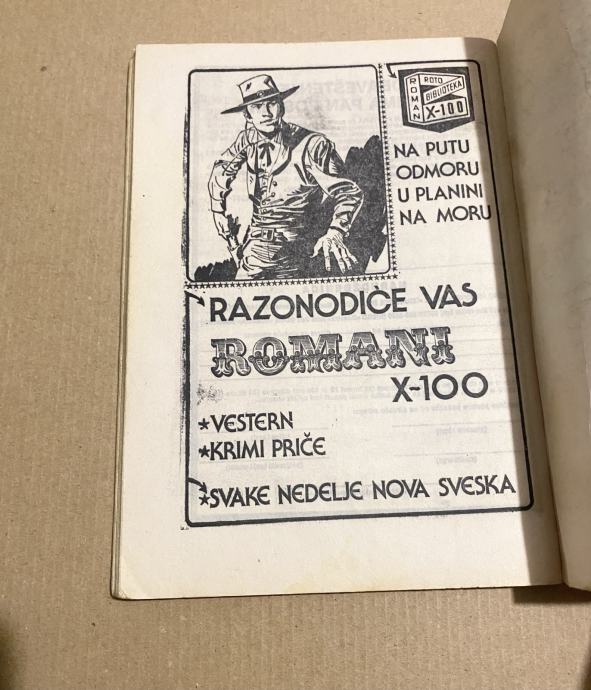 ROMAN
ROTO
BIBLIOTEKA
X-100
NA PUTU
ODMORU
U PLANINI
NA MORU
RAZONODIĆE VAS
ROMANI
X-100
*VESTERN
*KRIMI PRIČE
*SVAKE NEDELJE NOVA SVESKA